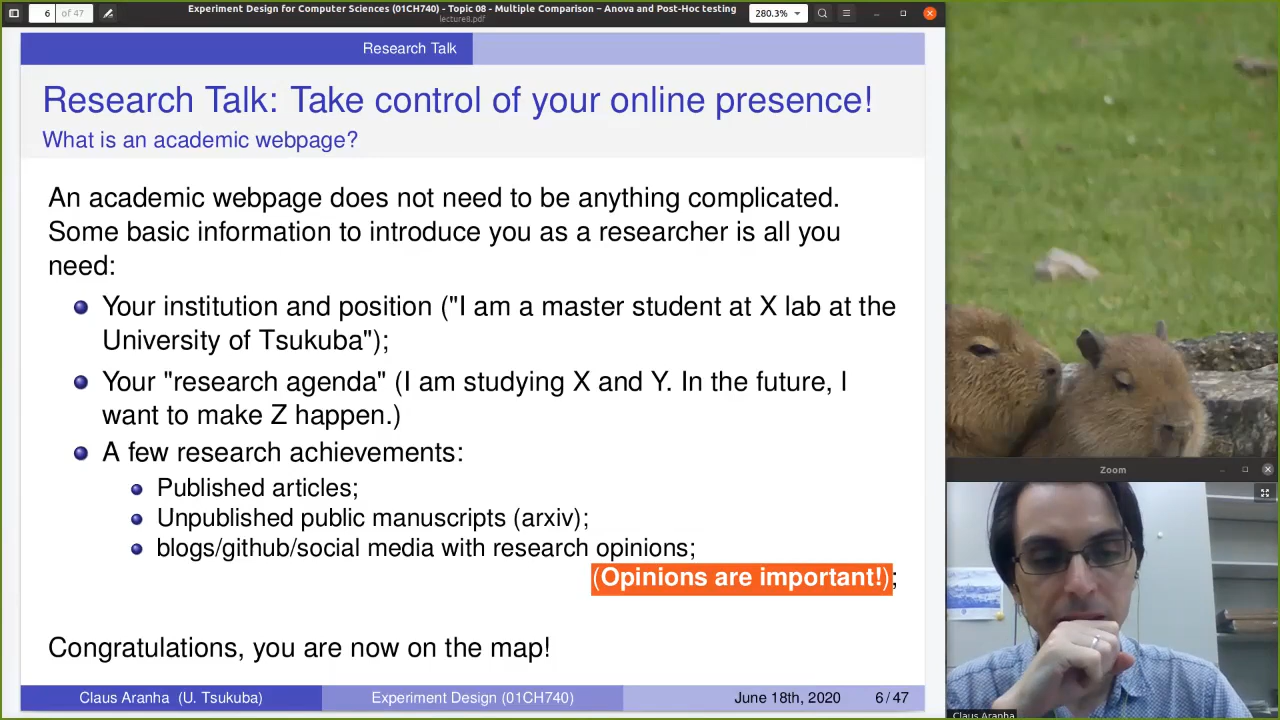 6 of 47
Experiment Design for Computer Sciences (01CH740) - Topic 08 - Multiple Comparison – Anova and Post-Hoc testing
lecture8.pdf
280.3%
Research Talk
Research Talk: Take control of your online presence!
What is an academic webpage?
An academic webpage does not need to be anything complicated.
Some basic information to introduce you as a researcher is all you
need:
Your institution and position ("I am a master student at X lab at the
University of Tsukuba");
Your "research agenda" (I am studying X and Y. In the future, I
want to make Z happen.)
A few research achievements:
Published articles;
Unpublished public manuscripts (arxiv);
blogs/github/social media with research opinions;
(Opinions are important!);
Congratulations, you are now on the map!
Claus Aranha (U. Tsukuba) Experiment Design (01CH740) June 18th, 2020 6 / 47
Zoom
Claus Aranha